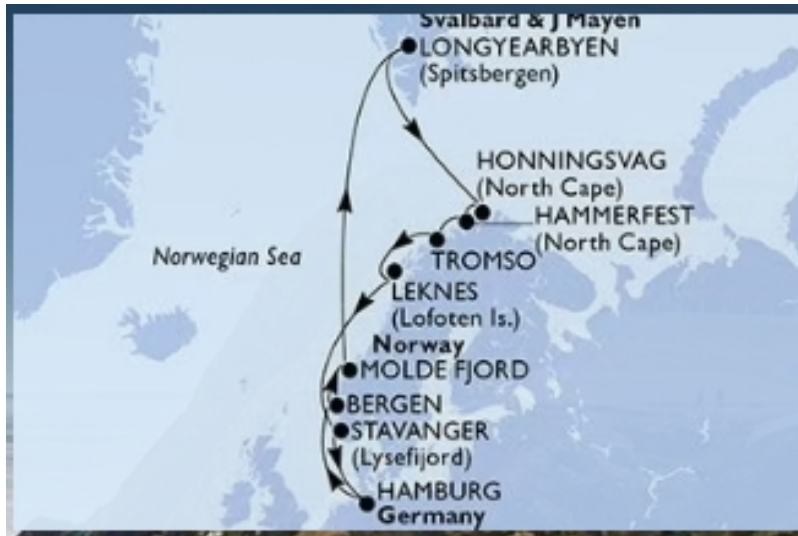 Svalbard & J Mayen
LONGYEARBYEN
(Spitsbergen)
HONNINGSVAG
(North Cape)
HAMMERFEST
(North Cape)
TROMSO
Norwegian Sea
LEKNES
(Lofoten Is.)
Norway
MOLDE FJORD
BERGEN
STAVANGER
(Lysefijord)
HAMBURG
Germany